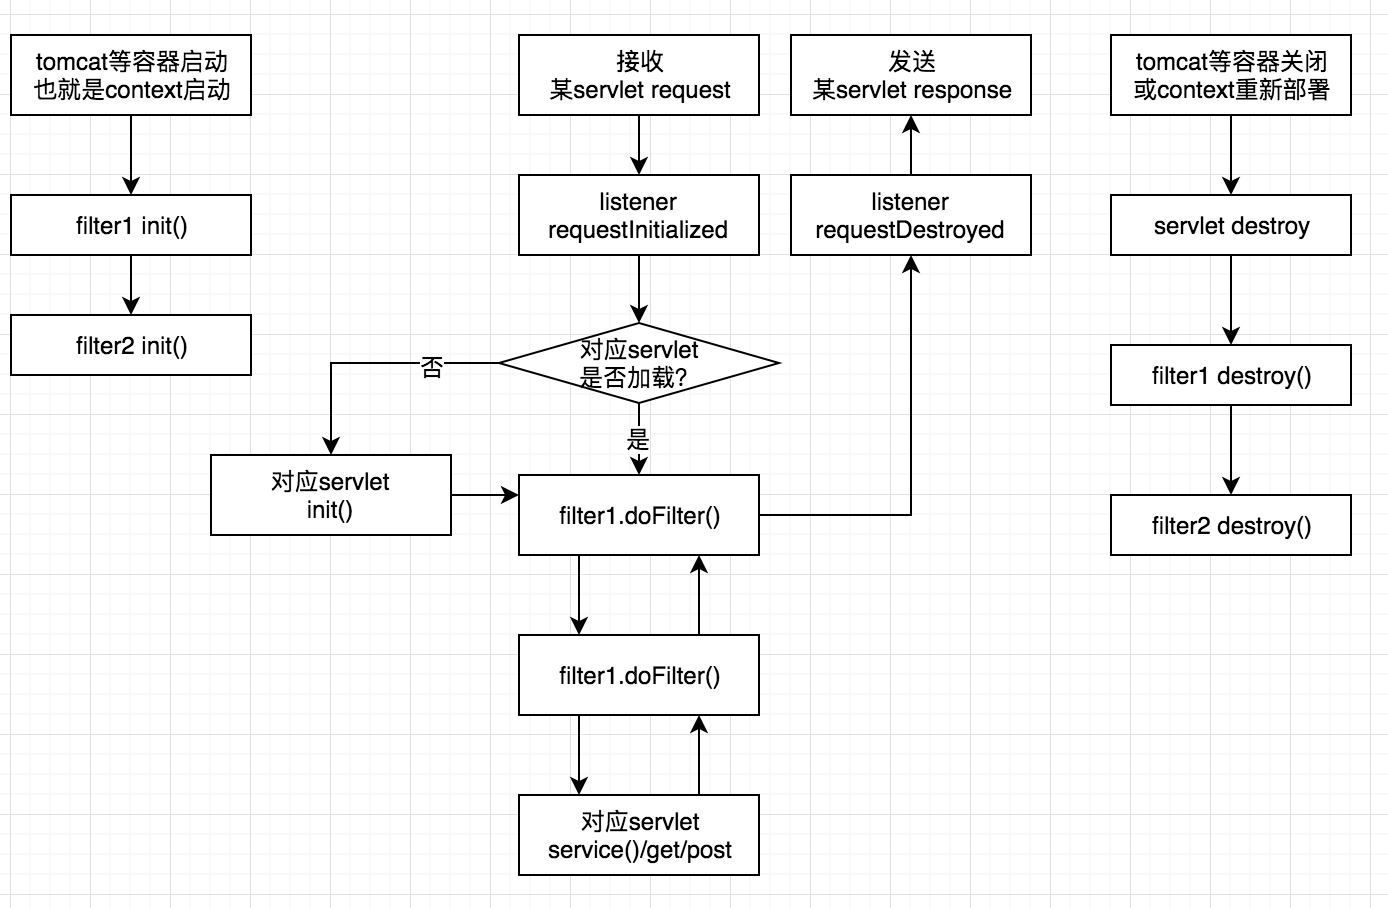 tomcat等容器启动
也就是context启动
filter1 init()
filter2 init()
接收
某servlet request
listener
requestInitialized
对应servlet
是否加载?
否
是
对应servlet
init()
filter1.doFilter()
filter1.doFilter()
对应servlet
service()/get/post
发送
某servlet response
listener
requestDestroyed
tomcat等容器关闭
或context重新部署
servlet destroy
filter1 destroy()
filter2 destroy()